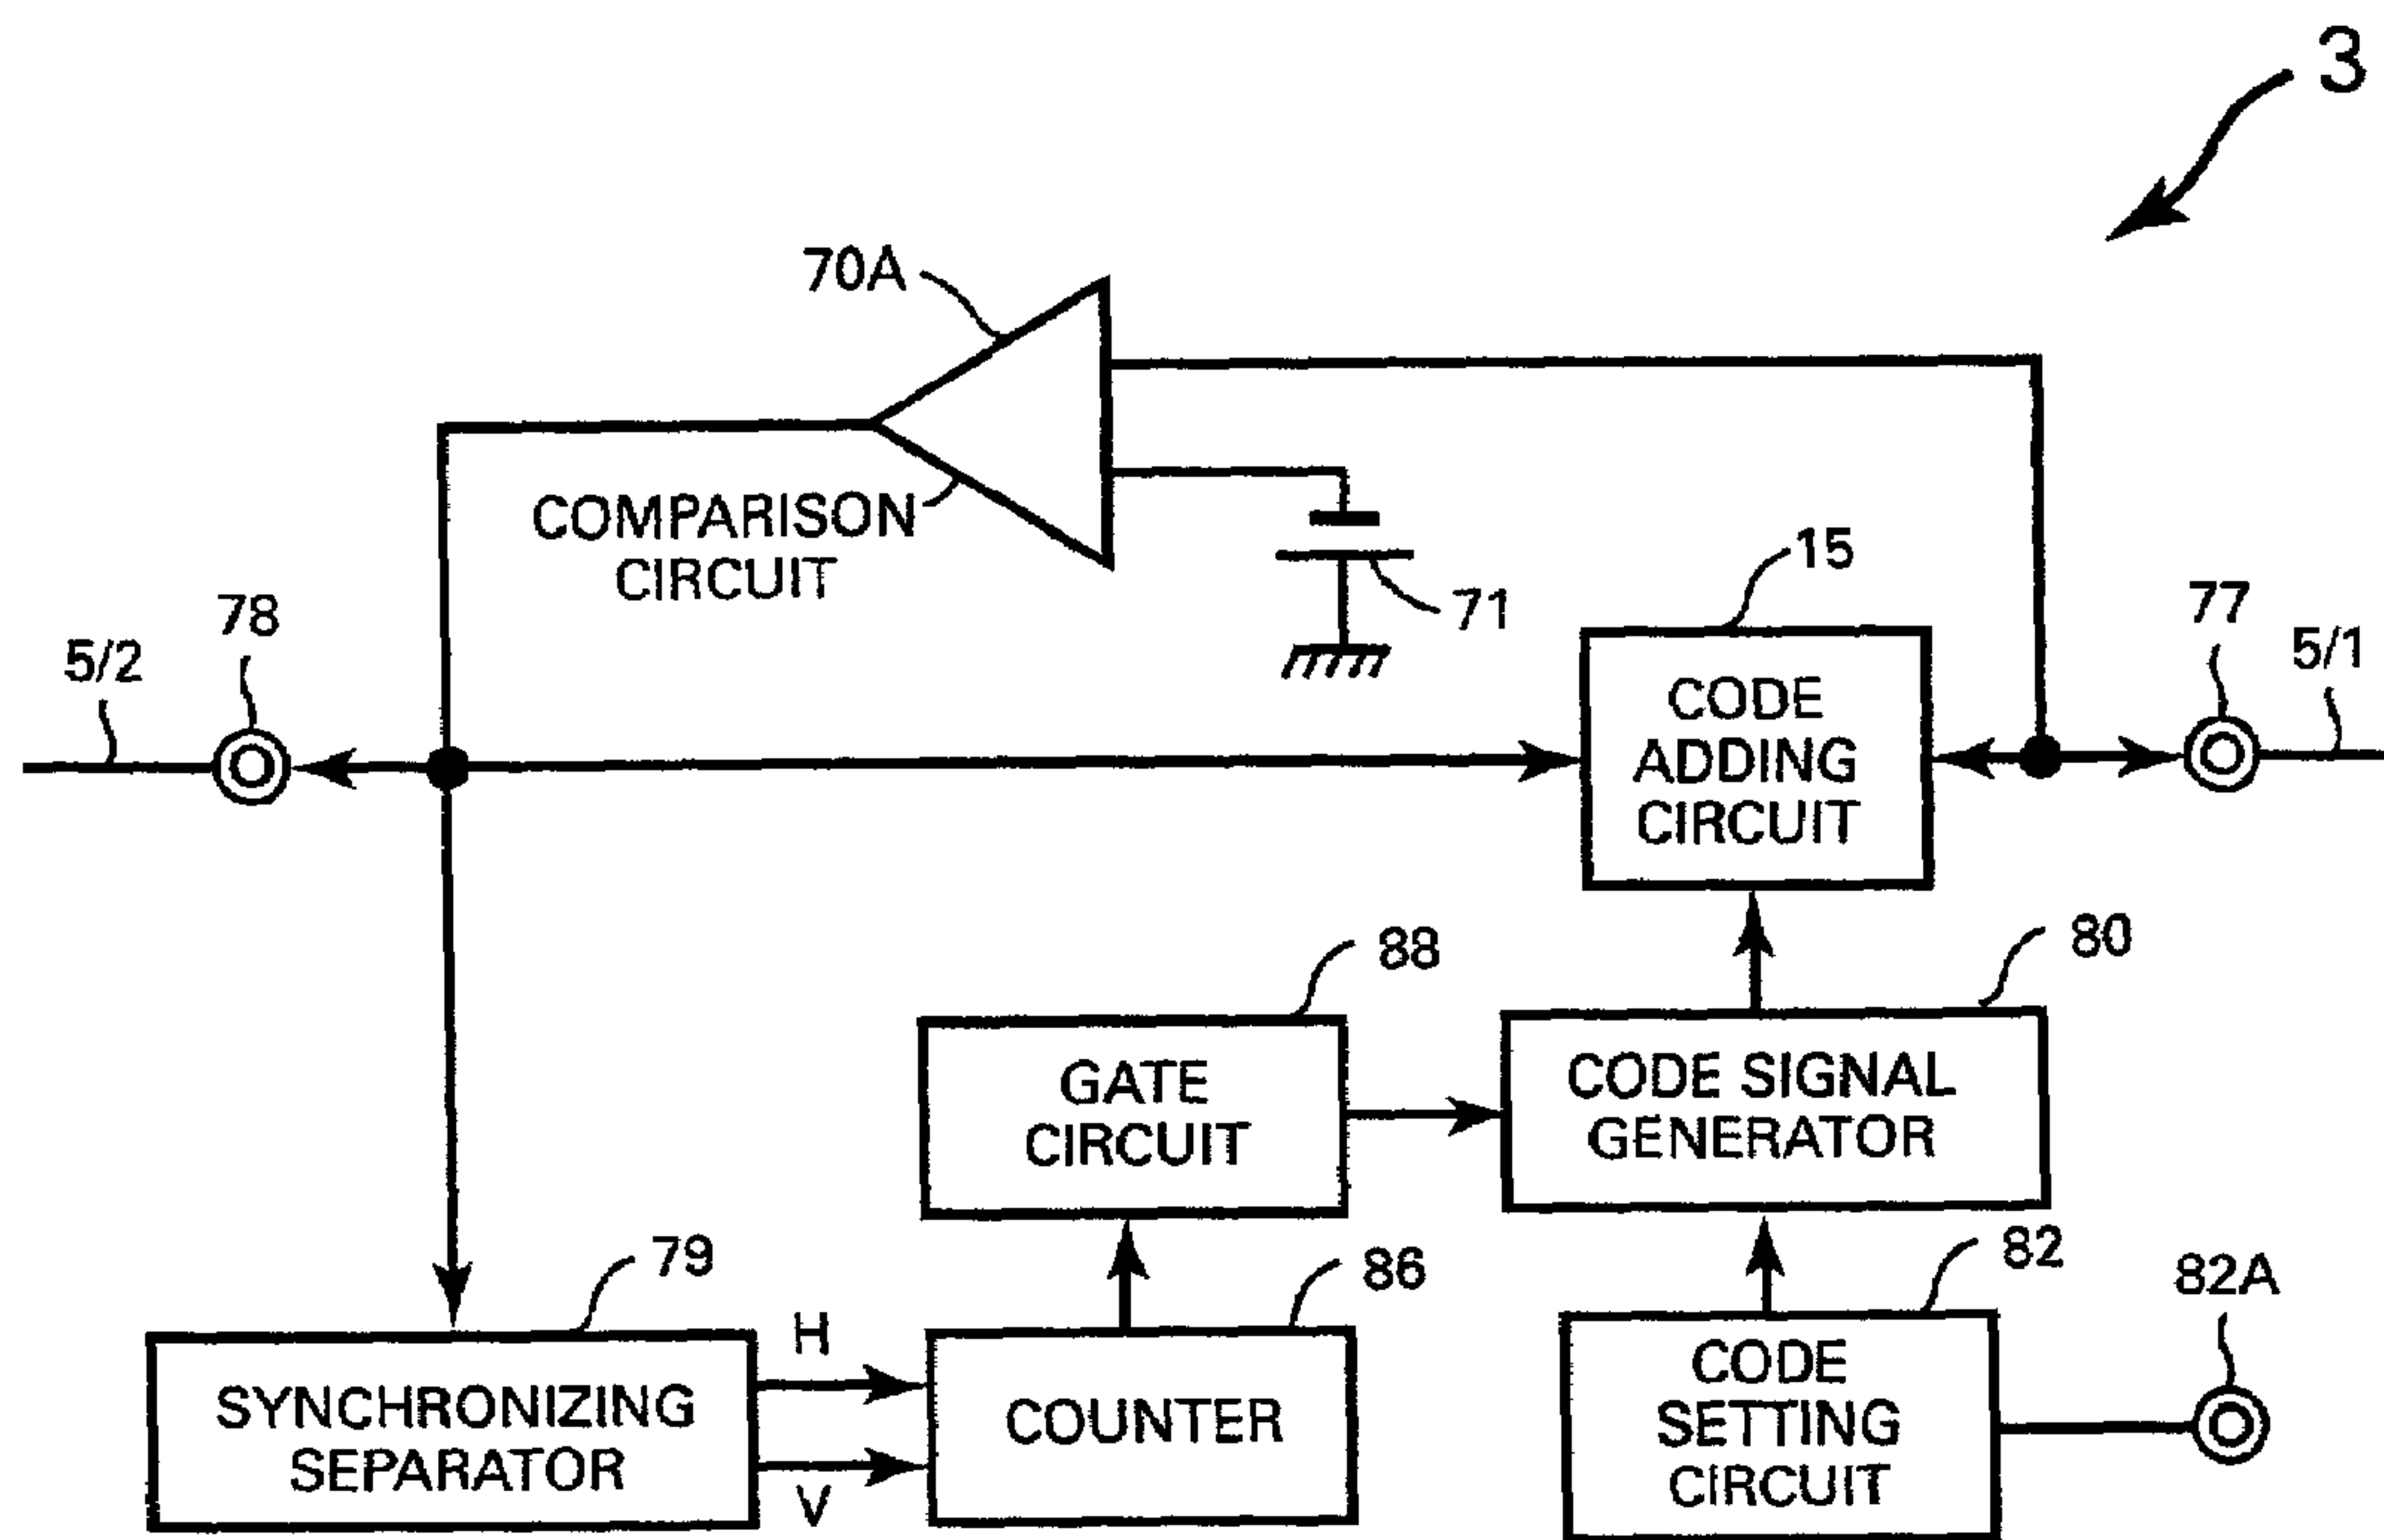 3
70A
COMPARISON
CIRCUIT
71
15
77
5/1
78
5/2
CODE
ADDING
CIRCUIT
88
80
GATE
CIRCUIT
CODE SIGNAL
GENERATOR
79
86
82
82A
H
V
SYNCHRONIZING
SEPARATOR
COUNTER
CODE
SETTING
CIRCUIT